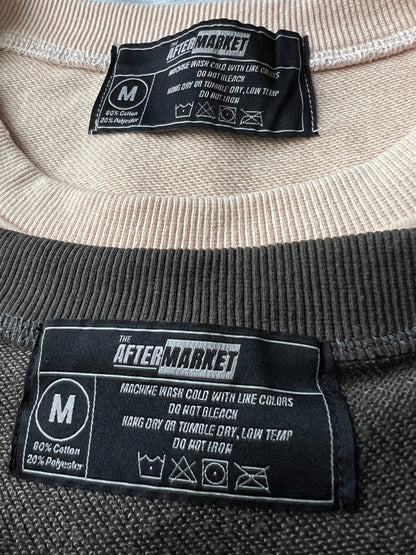 THE
AFTERMARKET
MACHINE WASH COLD WITH LIKE COLORS
DO NOT BLEACH
HANG DRY OR TUMBLE DRY, LOW TEMP
DO NOT IRON
M
80% Cotton
20% Polyester
THE
AFTERMARKET
MACHINE WASH COLD WITH LIKE COLORS
DO NOT BLEACH
HANG DRY OR TUMBLE DRY, LOW TEMP
DO NOT IRON
M
80% Cotton
20% Polyester